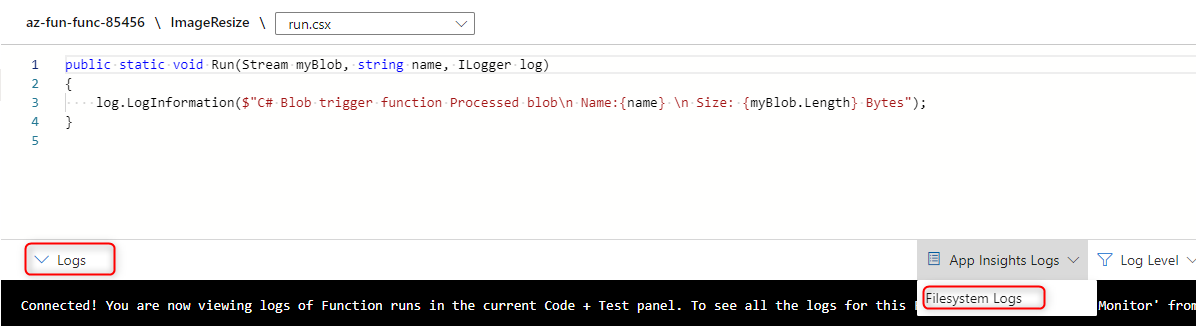 az-fun-func-85456 \ ImageResize \ run.csx
1 public static void Run(Stream myBlob, string name, ILogger log)
2 {
3 log.LogInformation($"C# Blob trigger function Processed blob\n Name:{name} \n Size: {myBlob.Length} Bytes");
4 }
5
Logs App Insights Logs Log Level
Filesystem Logs
Connected! You are now viewing logs of Function runs in the current Code + Test panel. To see all the logs for this Monitor' from